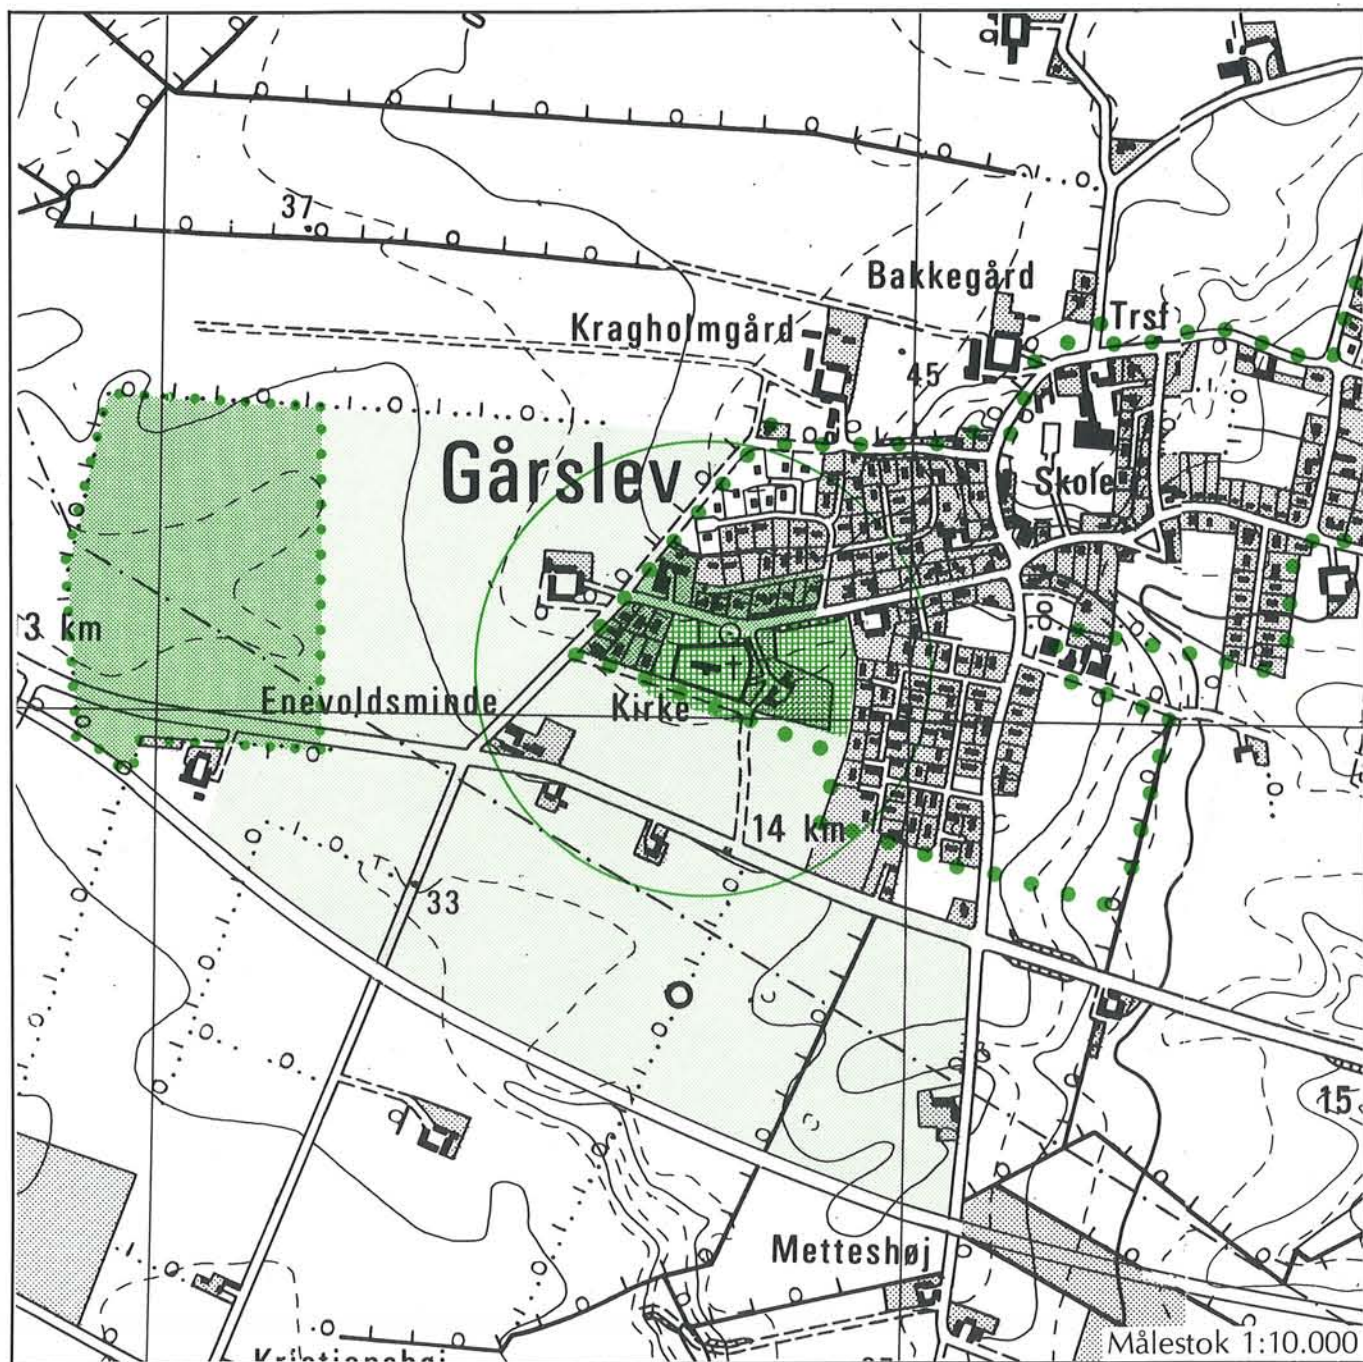 37
Bakkegård
Trsf
Kragholmgård
45
Gårslev
Skole
3 km
Enevoldsminde
Kirke
14 km
33
15
Metteshøj
Målestok 1:10.000